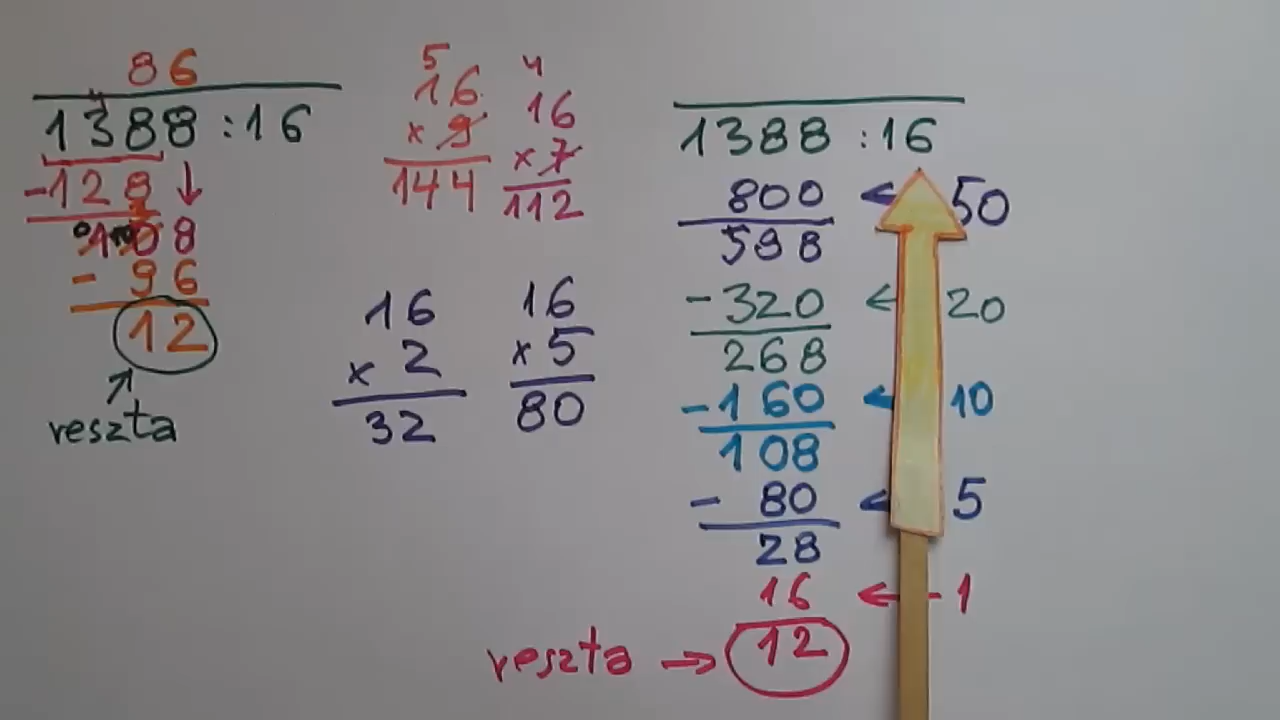 86
1388 :16
-128
108
- 96
12
reszta
5
16
x 9
144
4
16
x 7
112
16
x 2
32
16
x 5
80
1388 :16
800 ← 50
588
-320 ← 20
268
-160 ← 10
108
- 80 ← 5
28
16 ← 1
reszta → 12